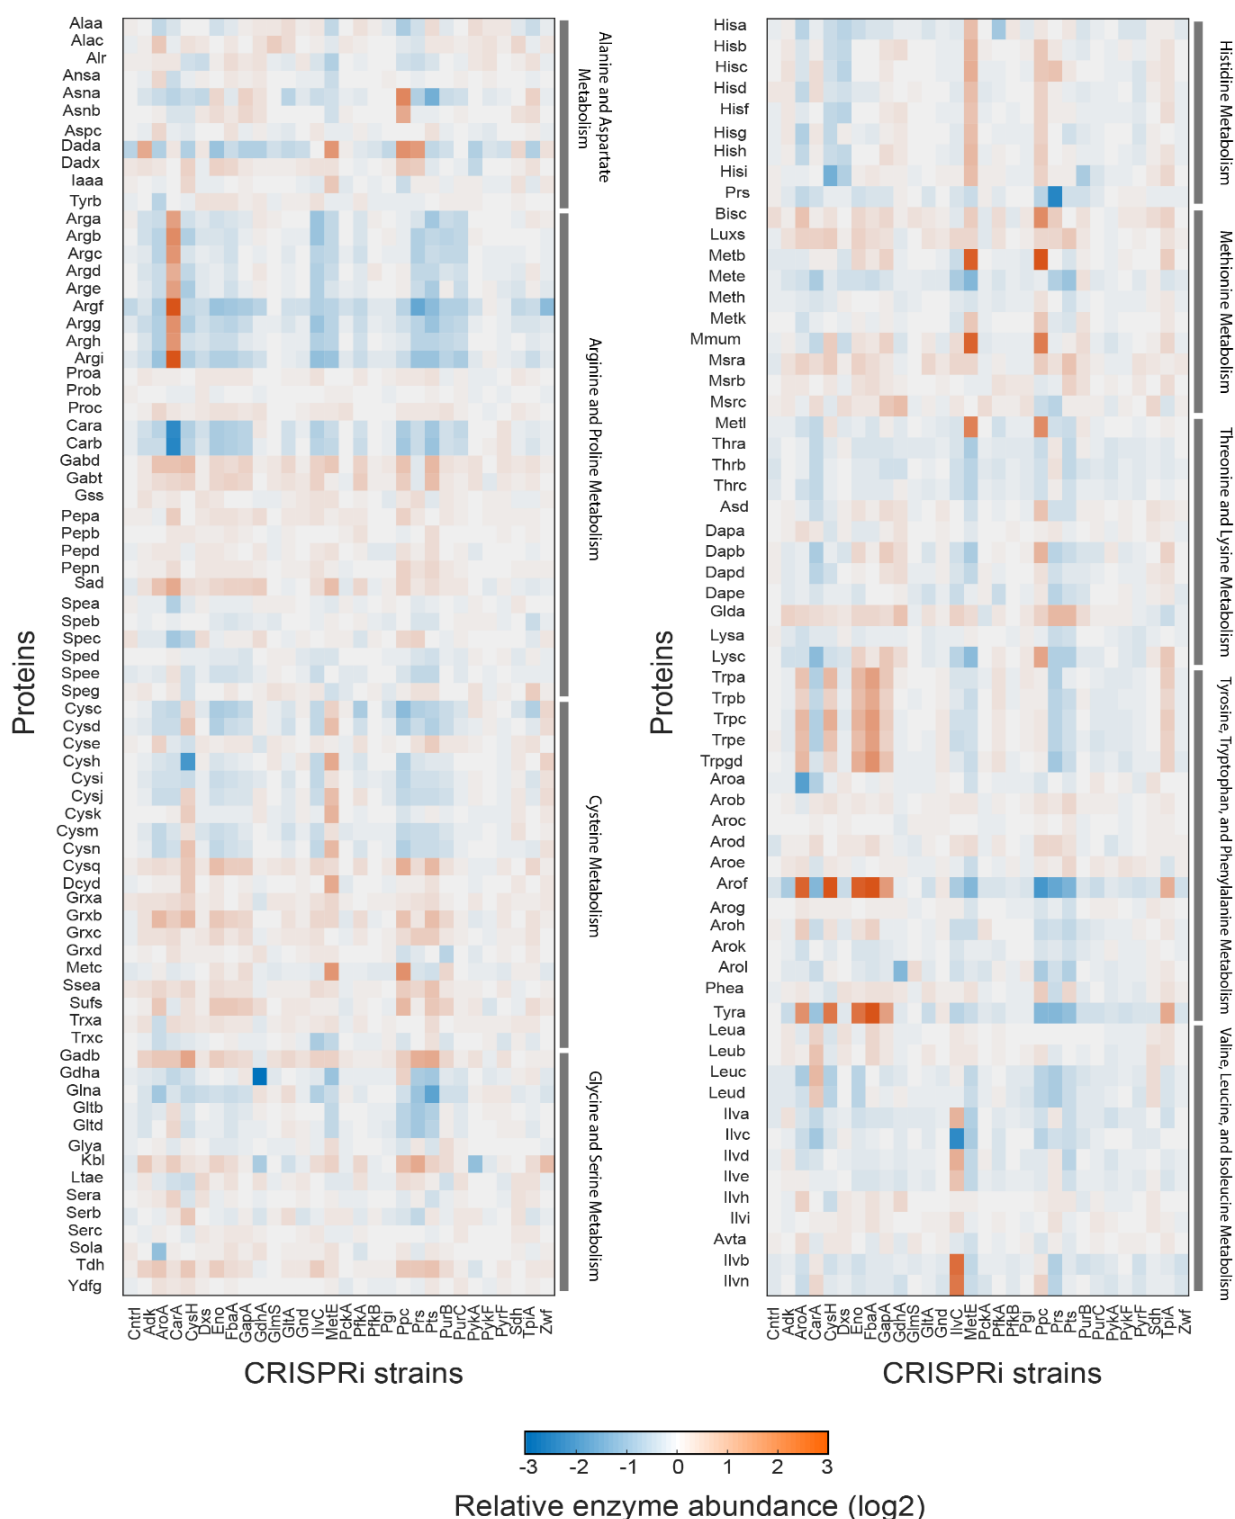 Alaa
Alac
Alr
Ansa
Asna
Asnb
Aspc
Dada
Dadx
Iaaa
Tyrb
Arga
Argb
Argc
Argd
Arge
Argf
Argg
Argh
Argi
Proa
Prob
Proc
Cara
Carb
Gabd
Gabt
Gss
Pepa
Pepb
Pepd
Pepn
Sad
Spea
Speb
Spec
Sped
Spee
Speg
Cysc
Cysd
Cyse
Cysh
Cysi
Cysj
Cysk
Cysm
Cysn
Cysq
Dcyd
Grxa
Grxb
Grxc
Grxd
Metc
Ssea
Sufs
Trxa
Trxc
Gadb
Gdha
Glna
Gltb
Gltd
Glya
Kbl
Ltae
Sera
Serb
Serc
Sola
Tdh
Ydfg
Proteins
Alanine and Aspartate
Metabolism
Arginine and Proline Metabolism
Cysteine Metabolism
Glycine and Serine Metabolism
Cntrl
Adk
AroA
CarA
CysH
Dxs
Eno
FbaA
GapA
GdhA
GlmS
GltA
Gnd
IlvC
MetE
PckA
PfkA
PfkB
Pgi
Ppc
Prs
Pts
PurB
PurC
PykA
PykF
PyrF
Sdh
TpiA
Zwf
CRISPRi strains
Hisa
Hisb
Hisc
Hisd
Hisf
Hisg
Hish
Hisi
Prs
Bisc
Luxs
Metb
Mete
Meth
Metk
Mmum
Msra
Msrb
Msrc
Metl
Thra
Thrb
Thrc
Asd
Dapa
Dapb
Dapd
Dape
Glda
Lysa
Lysc
Trpa
Trpb
Trpc
Trpe
Trpgd
Aroa
Arob
Aroc
Arod
Aroe
Arof
Arog
Aroh
Arok
Arol
Phea
Tyra
Leua
Leub
Leuc
Leud
Ilva
Ilvc
Ilvd
Ilve
Ilvh
Ilvi
Avta
Ilvb
Ilvn
Proteins
Histidine Metabolism
Methionine Metabolism
Threonine and Lysine Metabolism
Tyrosine, Tryptophan, and Phenylalanine Metabolism
Valine, Leucine, and Isoleucine Metabolism
Cntrl
Adk
AroA
CarA
CysH
Dxs
Eno
FbaA
GapA
GdhA
GlmS
GltA
Gnd
IlvC
MetE
PckA
PfkA
PfkB
Pgi
Ppc
Prs
Pts
PurB
PurC
PykA
PykF
PyrF
Sdh
TpiA
Zwf
CRISPRi strains
-3 -2 -1 0 1 2 3
Relative enzyme abundance (log2)